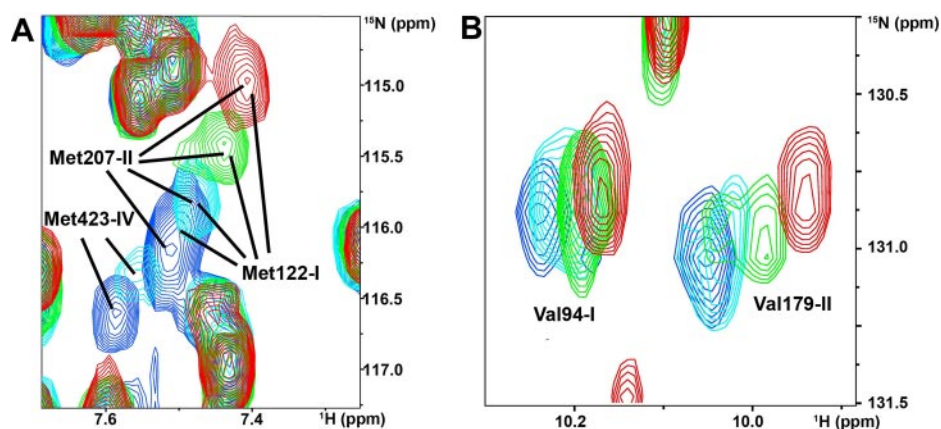 A
¹⁵N (ppm)
115.0
115.5
116.0
116.5
117.0
Met207-II
Met423-IV
Met122-I
7.6
7.4
¹H (ppm)
B
¹⁵N (ppm)
130.5
131.0
131.5
Val94-I
Val179-II
10.2
10.0
¹H (ppm)